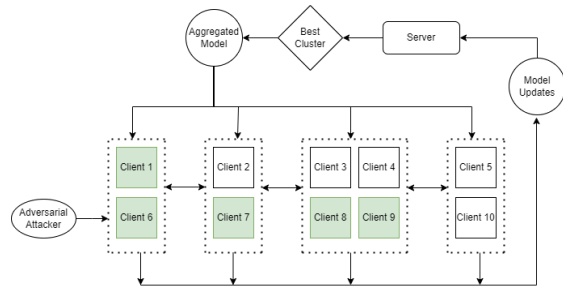 Aggregated
Model
Best
Cluster
Server
Model
Updates
Client 1
Client 2
Client 3
Client 4
Client 5
Client 6
Client 7
Client 8
Client 9
Client 10
Adversarial
Attacker